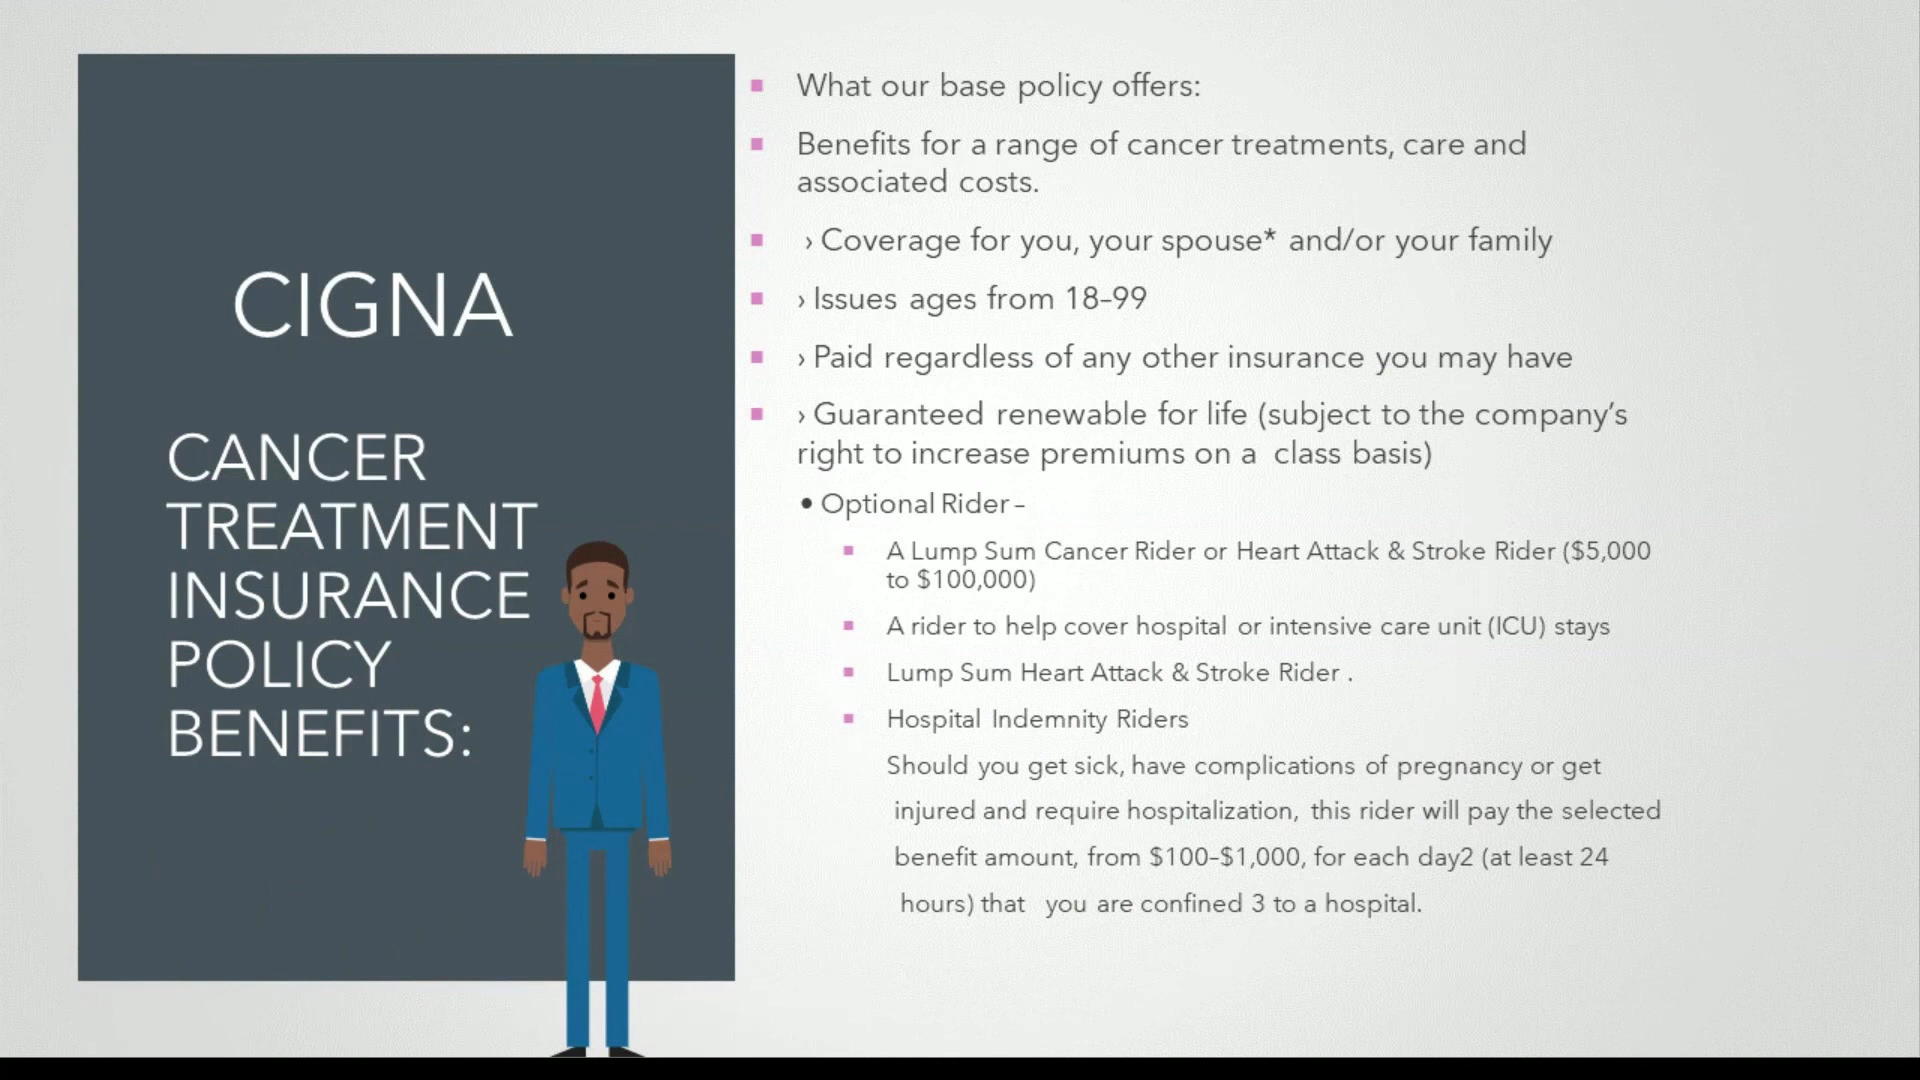 CIGNA
CANCER
TREATMENT
INSURANCE
POLICY
BENEFITS:
What our base policy offers:
Benefits for a range of cancer treatments, care and
associated costs.
› Coverage for you, your spouse* and/or your family
› Issues ages from 18–99
› Paid regardless of any other insurance you may have
› Guaranteed renewable for life (subject to the company’s
right to increase premiums on a class basis)
• Optional Rider –
A Lump Sum Cancer Rider or Heart Attack & Stroke Rider ($5,000
to $100,000)
A rider to help cover hospital or intensive care unit (ICU) stays
Lump Sum Heart Attack & Stroke Rider .
Hospital Indemnity Riders
Should you get sick, have complications of pregnancy or get
injured and require hospitalization, this rider will pay the selected
benefit amount, from $100–$1,000, for each day2 (at least 24
hours) that you are confined 3 to a hospital.